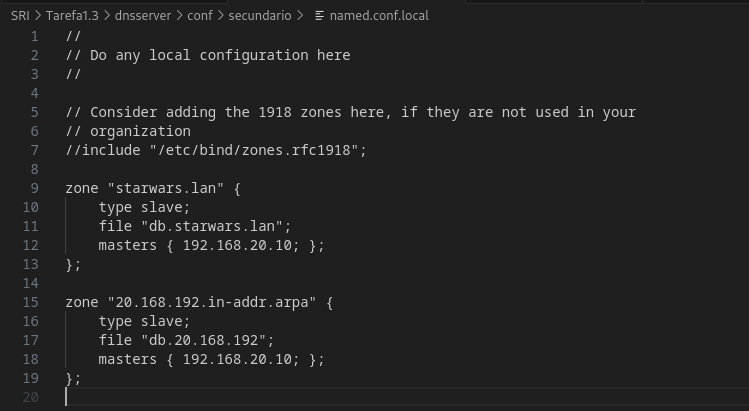 SRI > Tarefa1.3 > dnsserver > conf > secundario > named.conf.local
1 //
2 // Do any local configuration here
3 //
4
5 // Consider adding the 1918 zones here, if they are not used in your
6 // organization
7 //include "/etc/bind/zones.rfc1918";
8
9 zone "starwars.lan" {
10     type slave;
11     file "db.starwars.lan";
12     masters { 192.168.20.10; };
13 };
14
15 zone "20.168.192.in-addr.arpa" {
16     type slave;
17     file "db.20.168.192";
18     masters { 192.168.20.10; };
19 };
20